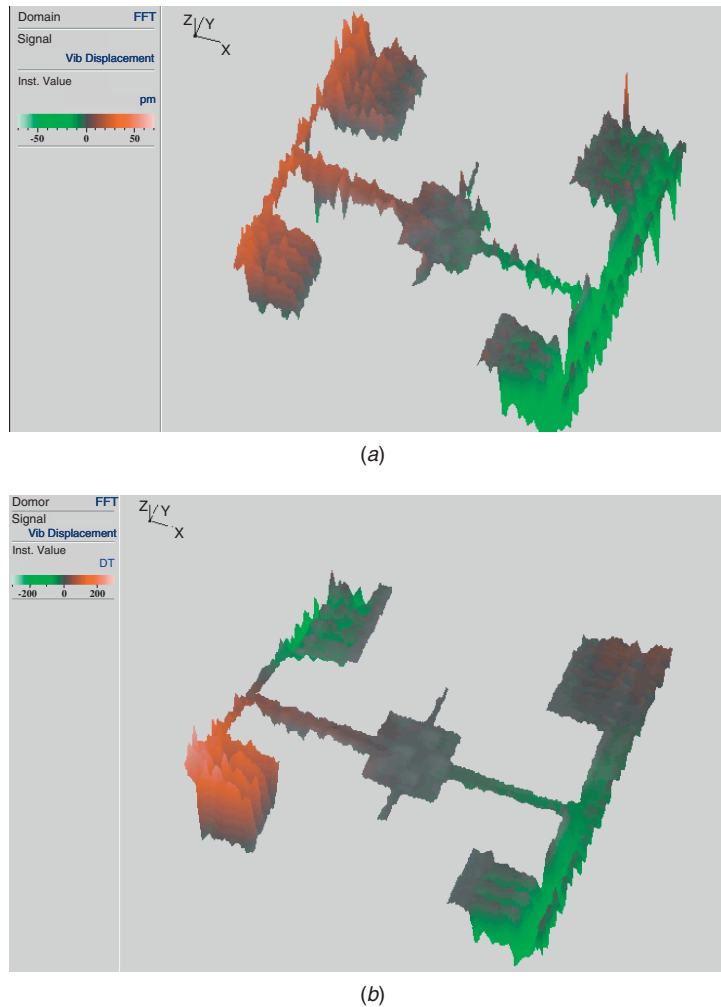 Domain FFT
Signal
Vib Displacement
Inst. Value
pm
-50 0 50
Z Y
X
(a)
Domor FFT
Signal
Vib Displacement
Inst. Value
DT
-200 0 200
Z Y
X
(b)